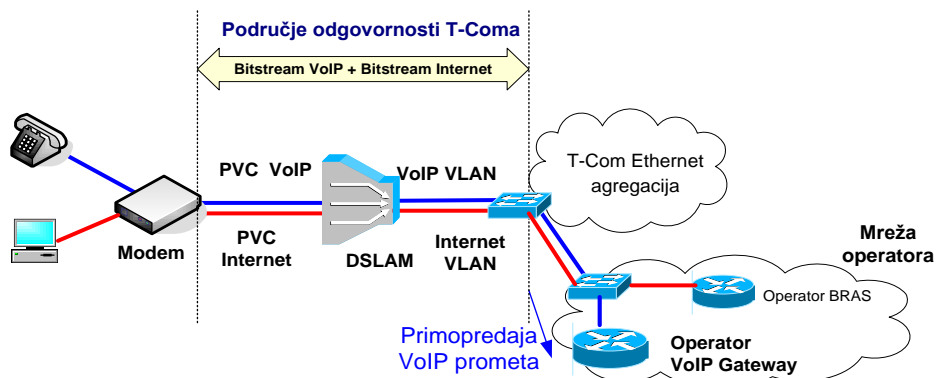 Područje odgovornosti T-Coma
Bitstream VoIP + Bitstream Internet
PVC VoIP
VoIP VLAN
T-Com Ethernet
agregacija
Modem
PVC
Internet
DSLAM
Internet
VLAN
Mreža
operatora
Operator BRAS
Primopredaja
VoIP prometa
Operator
VoIP Gateway